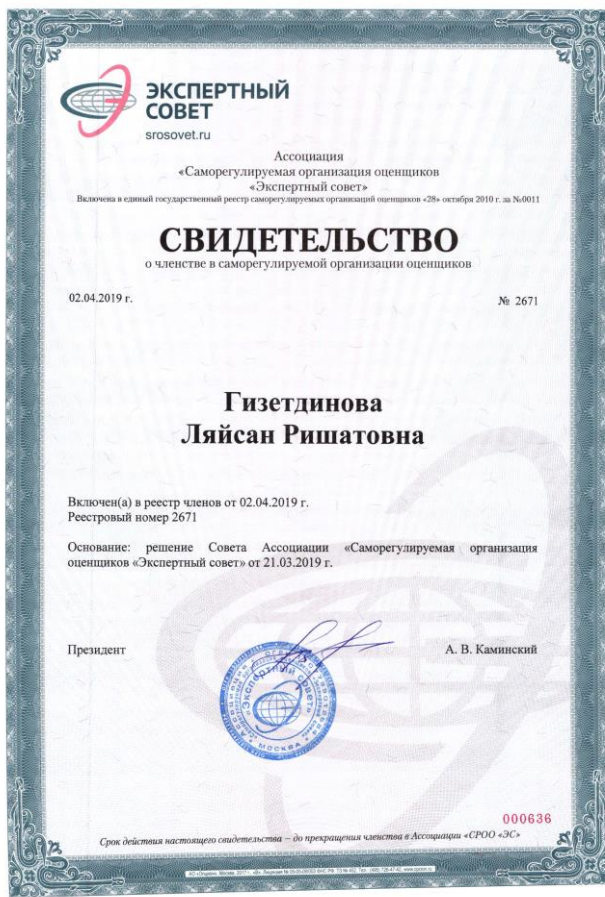 ЭКСПЕРТНЫЙ
СОВЕТ
srosovet.ru
Ассоциация
«Саморегулируемая организация оценщиков
«Экспертный совет»
Включена в единый государственный реестр саморегулируемых организаций оценщиков «28» октября 2010 г. за №0011
СВИДЕТЕЛЬСТВО
о членстве в саморегулируемой организации оценщиков
02.04.2019 г.
№ 2671
Гизетдинова
Ляйсан Ришатовна
Включен(а) в реестр членов от 02.04.2019 г.
Реестровый номер 2671
Основание: решение Совета Ассоциации «Саморегулируемая организация
оценщиков «Экспертный совет» от 21.03.2019 г.
Президент
А. В. Каминский
«Экспертный совет»
МОСКВА
000636
Срок действия настоящего свидетельства – до прекращения членства в Ассоциации «СРОО «ЭС»